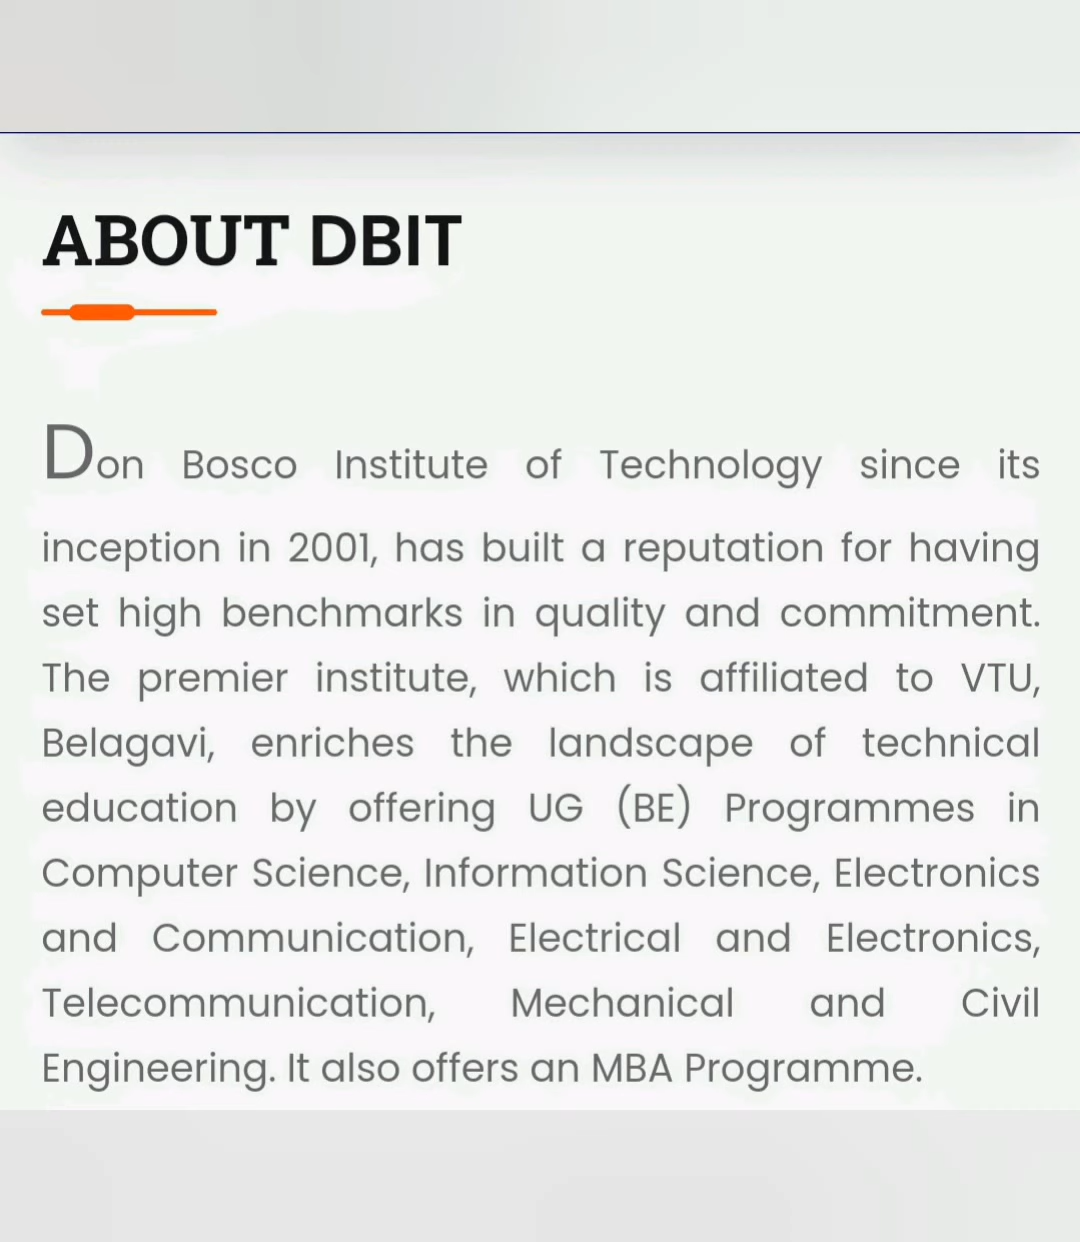 ABOUT DBIT
Don Bosco Institute of Technology since its
inception in 2001, has built a reputation for having
set high benchmarks in quality and commitment.
The premier institute, which is affiliated to VTU,
Belagavi, enriches the landscape of technical
education by offering UG (BE) Programmes in
Computer Science, Information Science, Electronics
and Communication, Electrical and Electronics,
Telecommunication, Mechanical and Civil
Engineering. It also offers an MBA Programme.